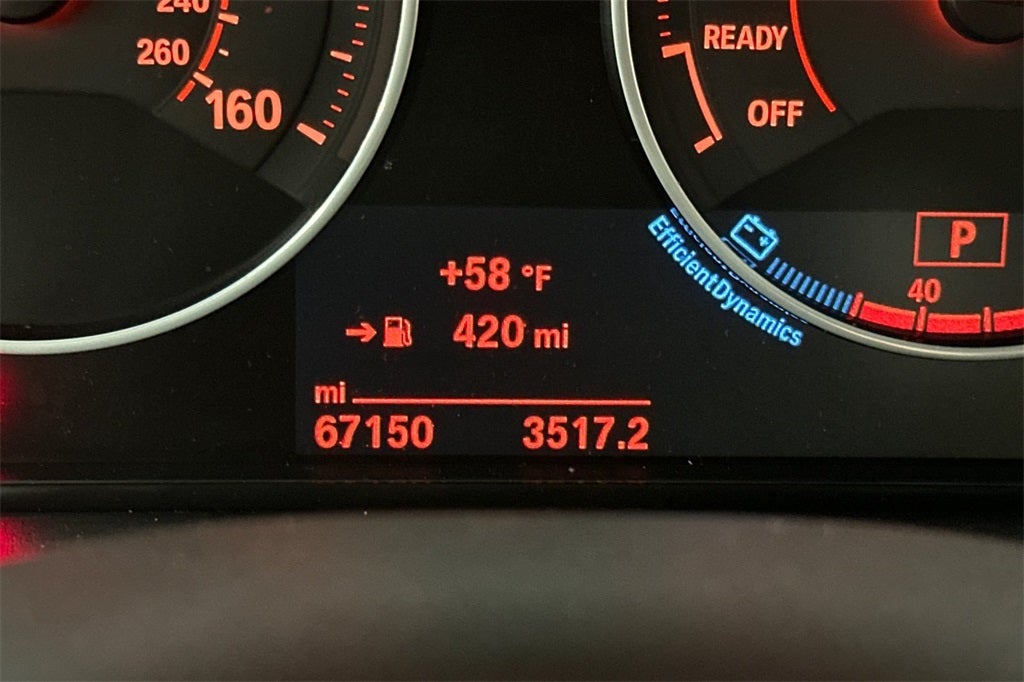 240
260
160
READY
OFF
P
40
EfficientDynamics
+58 °F
420 mi
mi
67150 3517.2